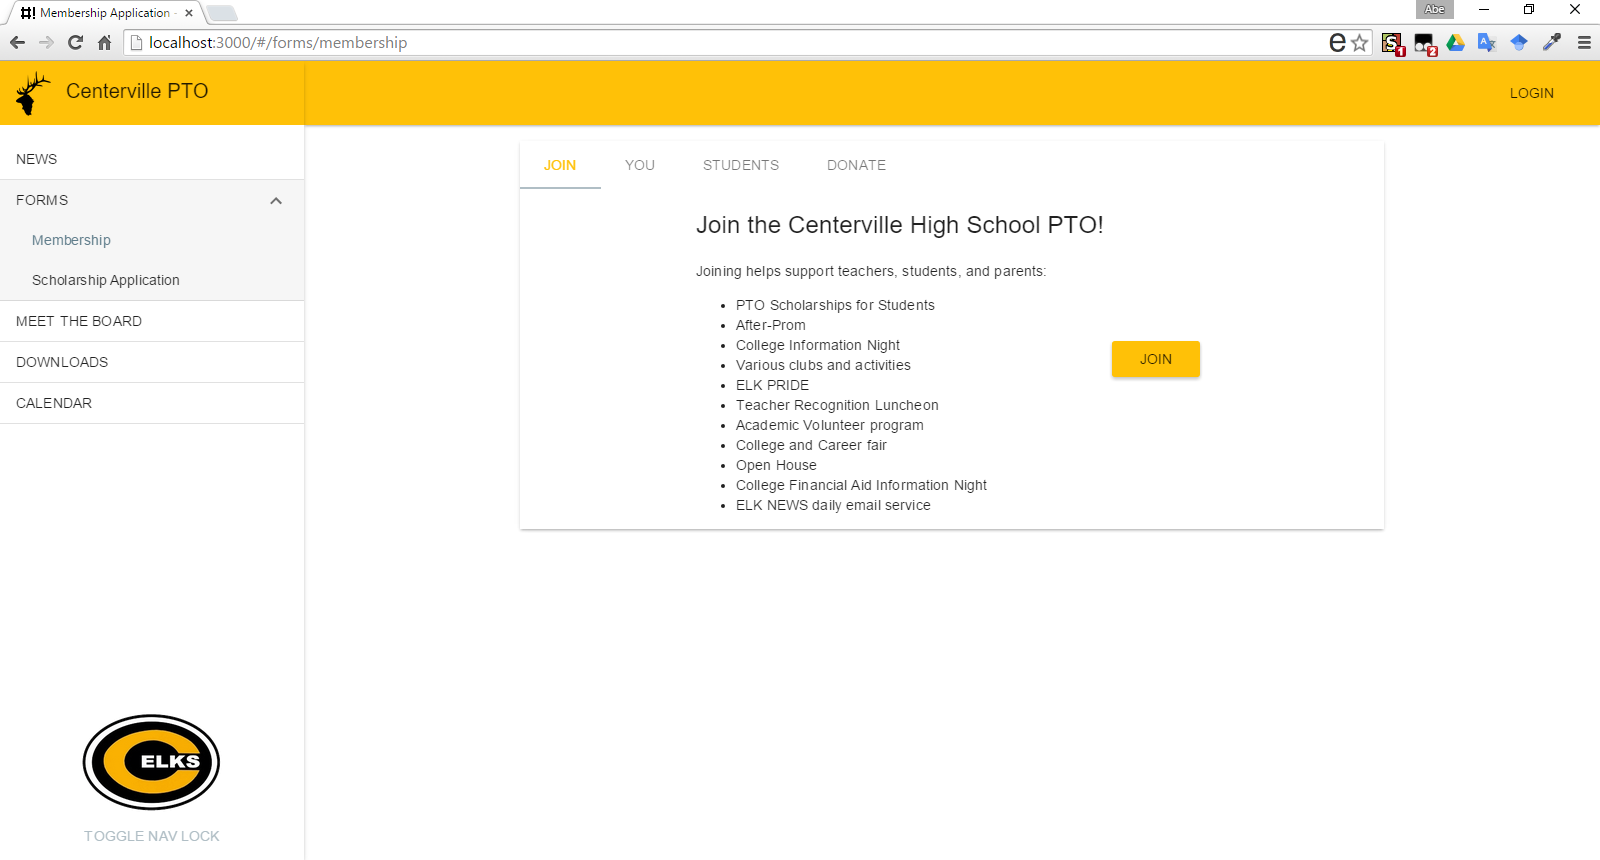 #! Membership Application
Abe
localhost:3000/#/forms/membership
1
2
Centerville PTO
LOGIN
NEWS
FORMS
Membership
Scholarship Application
MEET THE BOARD
DOWNLOADS
CALENDAR
ELKS
TOGGLE NAV LOCK
JOIN YOU STUDENTS DONATE
Join the Centerville High School PTO!
Joining helps support teachers, students, and parents:
• PTO Scholarships for Students
• After-Prom
• College Information Night
• Various clubs and activities
• ELK PRIDE
• Teacher Recognition Luncheon
• Academic Volunteer program
• College and Career fair
• Open House
• College Financial Aid Information Night
• ELK NEWS daily email service
JOIN